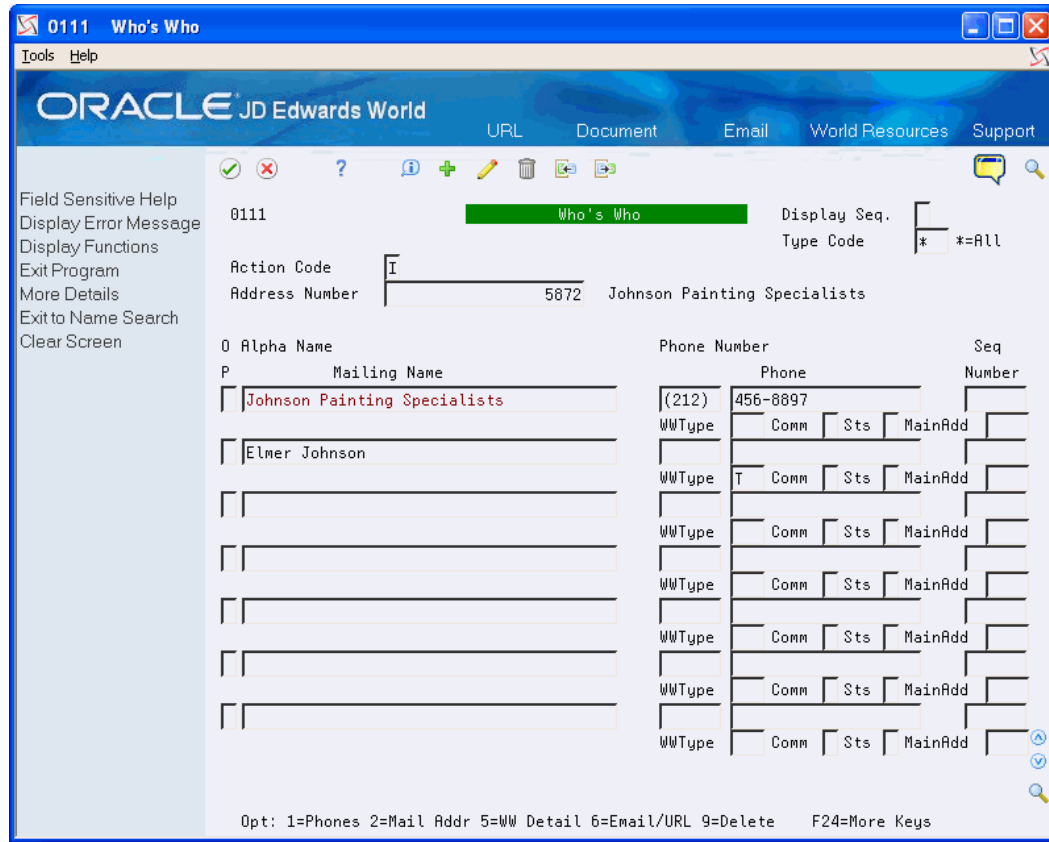 0111 Who's Who
Tools Help
ORACLE JD Edwards World
URL Document Email World Resources Support
?
Field Sensitive Help
Display Error Message
Display Functions
Exit Program
More Details
Exit to Name Search
Clear Screen
0111 Who's Who Display Seq.
Type Code * *=All
Action Code I
Address Number 5872 Johnson Painting Specialists
O Alpha Name Phone Number Seq
P Mailing Name Phone Number
Johnson Painting Specialists (212) 456-8897
WWType Comm Sts MainAdd
Elmer Johnson
WWType T Comm Sts MainAdd
WWType Comm Sts MainAdd
WWType Comm Sts MainAdd
WWType Comm Sts MainAdd
WWType Comm Sts MainAdd
WWType Comm Sts MainAdd
Opt: 1=Phones 2=Mail Addr 5=WW Detail 6=Email/URL 9=Delete F24=More Keys